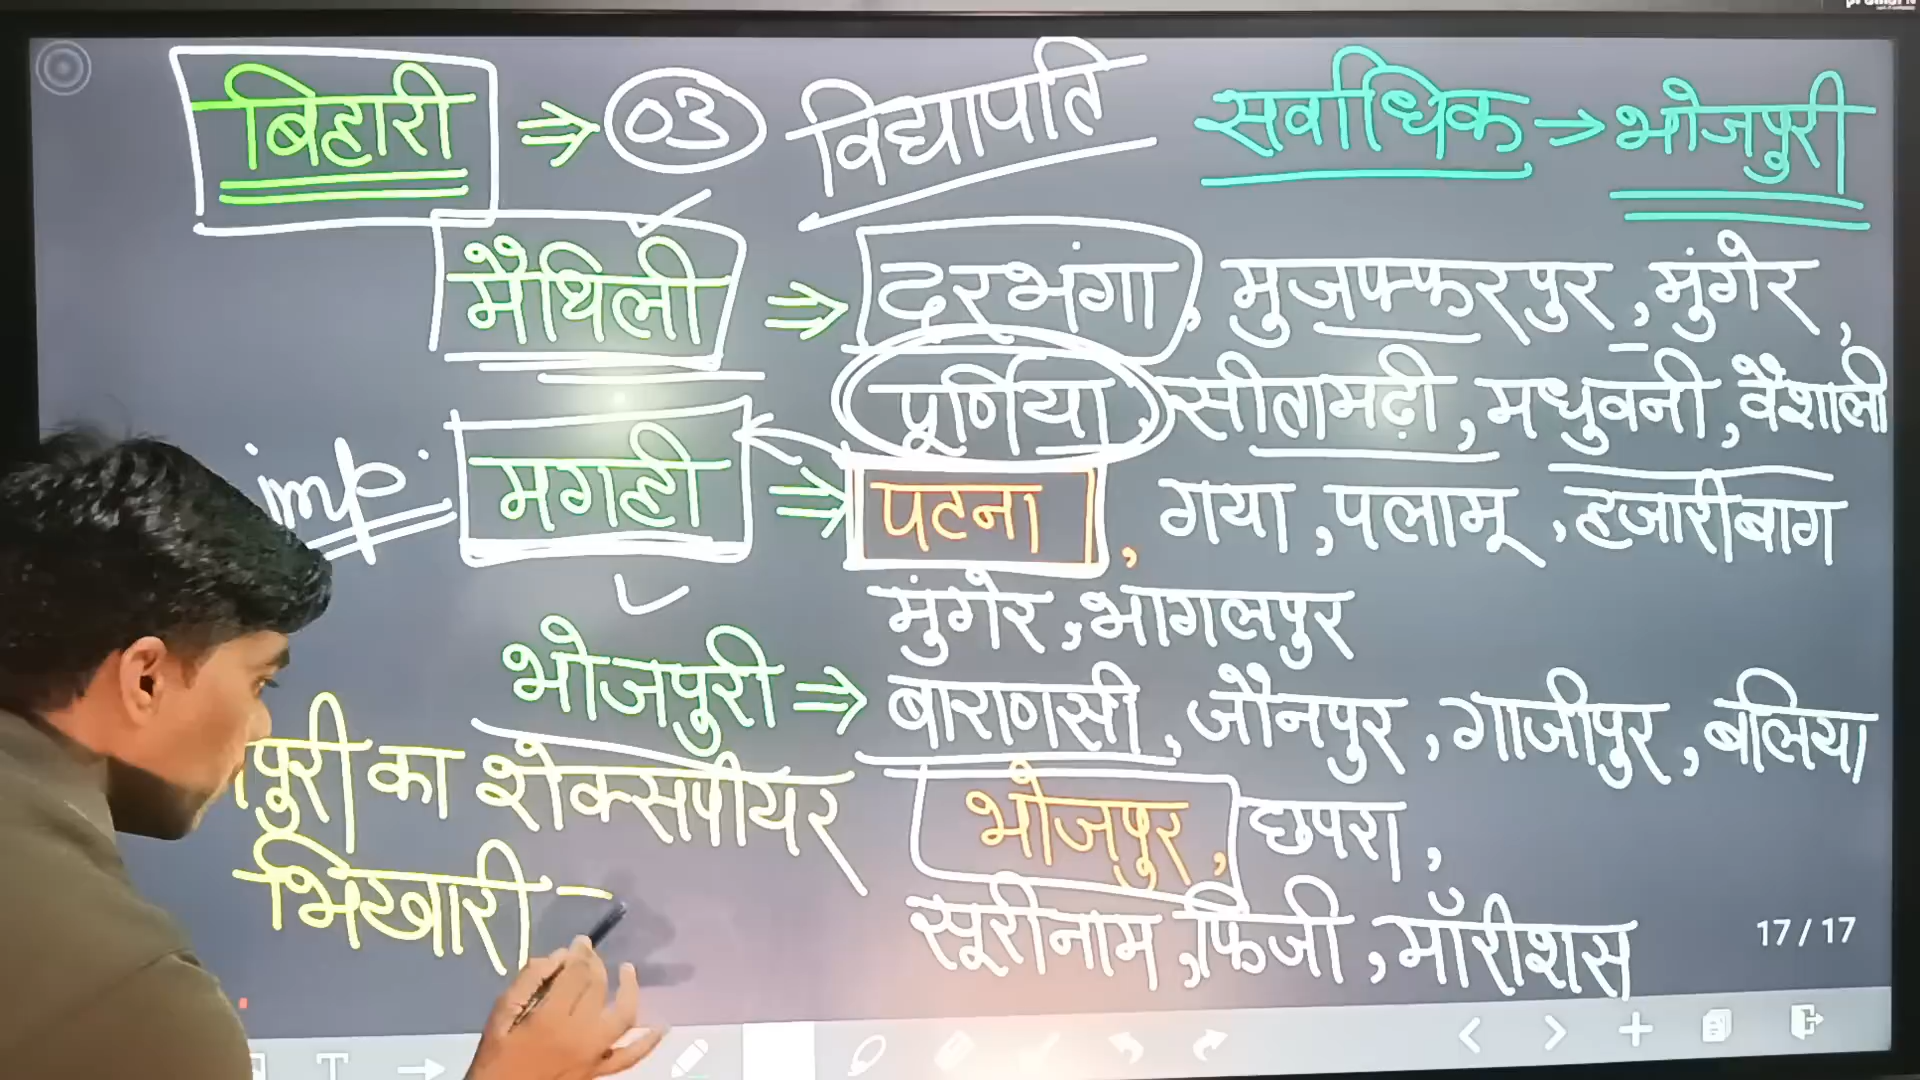 बिहारी ⇒ 03 विद्यापति सर्वाधिक → भोजपुरी
मैथिली ⇒ दरभंगा, मुजफ्फरपुर, मुंगेर,
पूर्णिया, सीतामढ़ी, मधुवनी, वैशाली
imp. मगही ⇒ पटना, गया, पलामू, हजारीबाग
मुंगेर, भागलपुर
भोजपुरी ⇒ बाराणसी, जौनपुर, गाजीपुर, बलिया
पुरी का शेक्सपीयर भोजपुर, छपरा,
भिखारी
सूरीनाम, फिजी, मॉरीशस
17/17